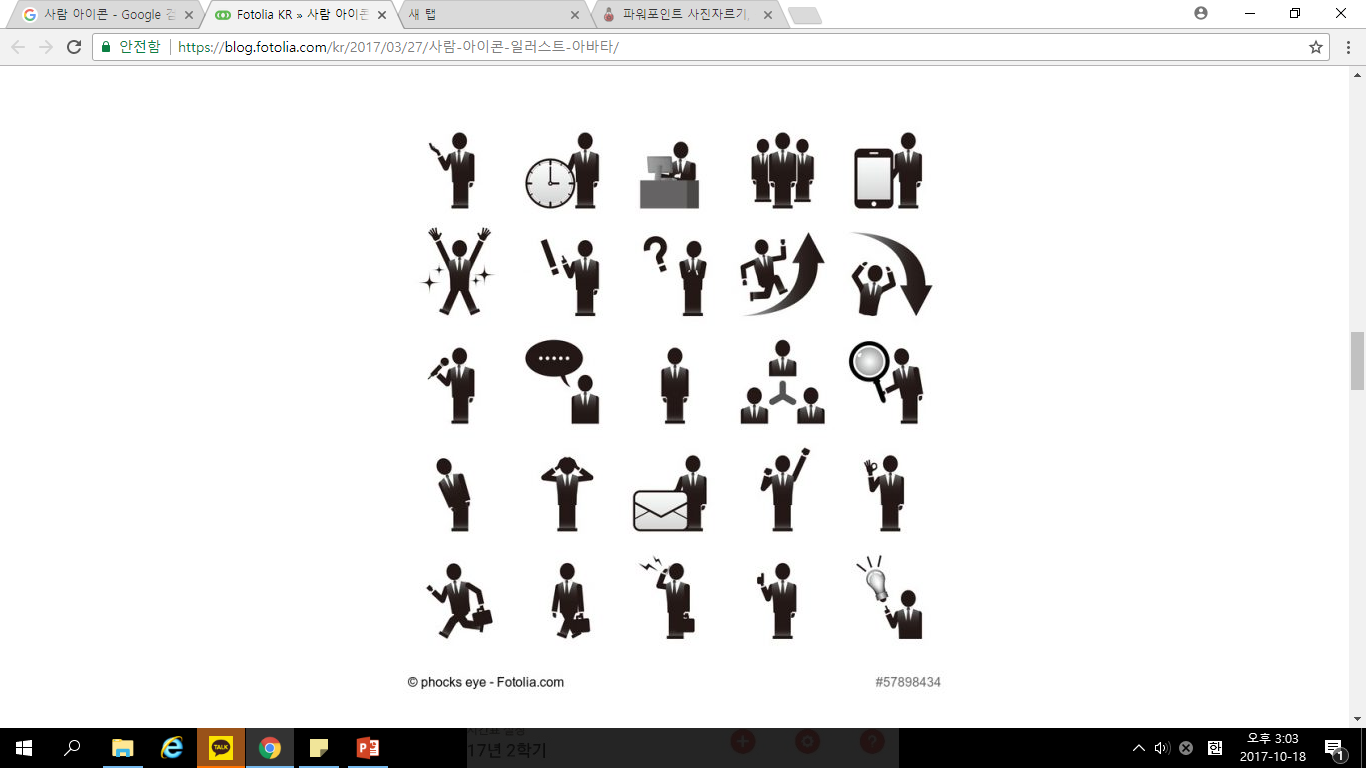 사람 아이콘 - Google 검
Fotolia KR » 사람 아이콘
새 탭
파워포인트 사진자르기,
안전함
https://blog.fotolia.com/kr/2017/03/27/사람-아이콘-일러스트-아바타/
?
© phocks eye - Fotolia.com
#57898434
TALK
17년 2학기
?
한
오후 3:03
2017-10-18
1